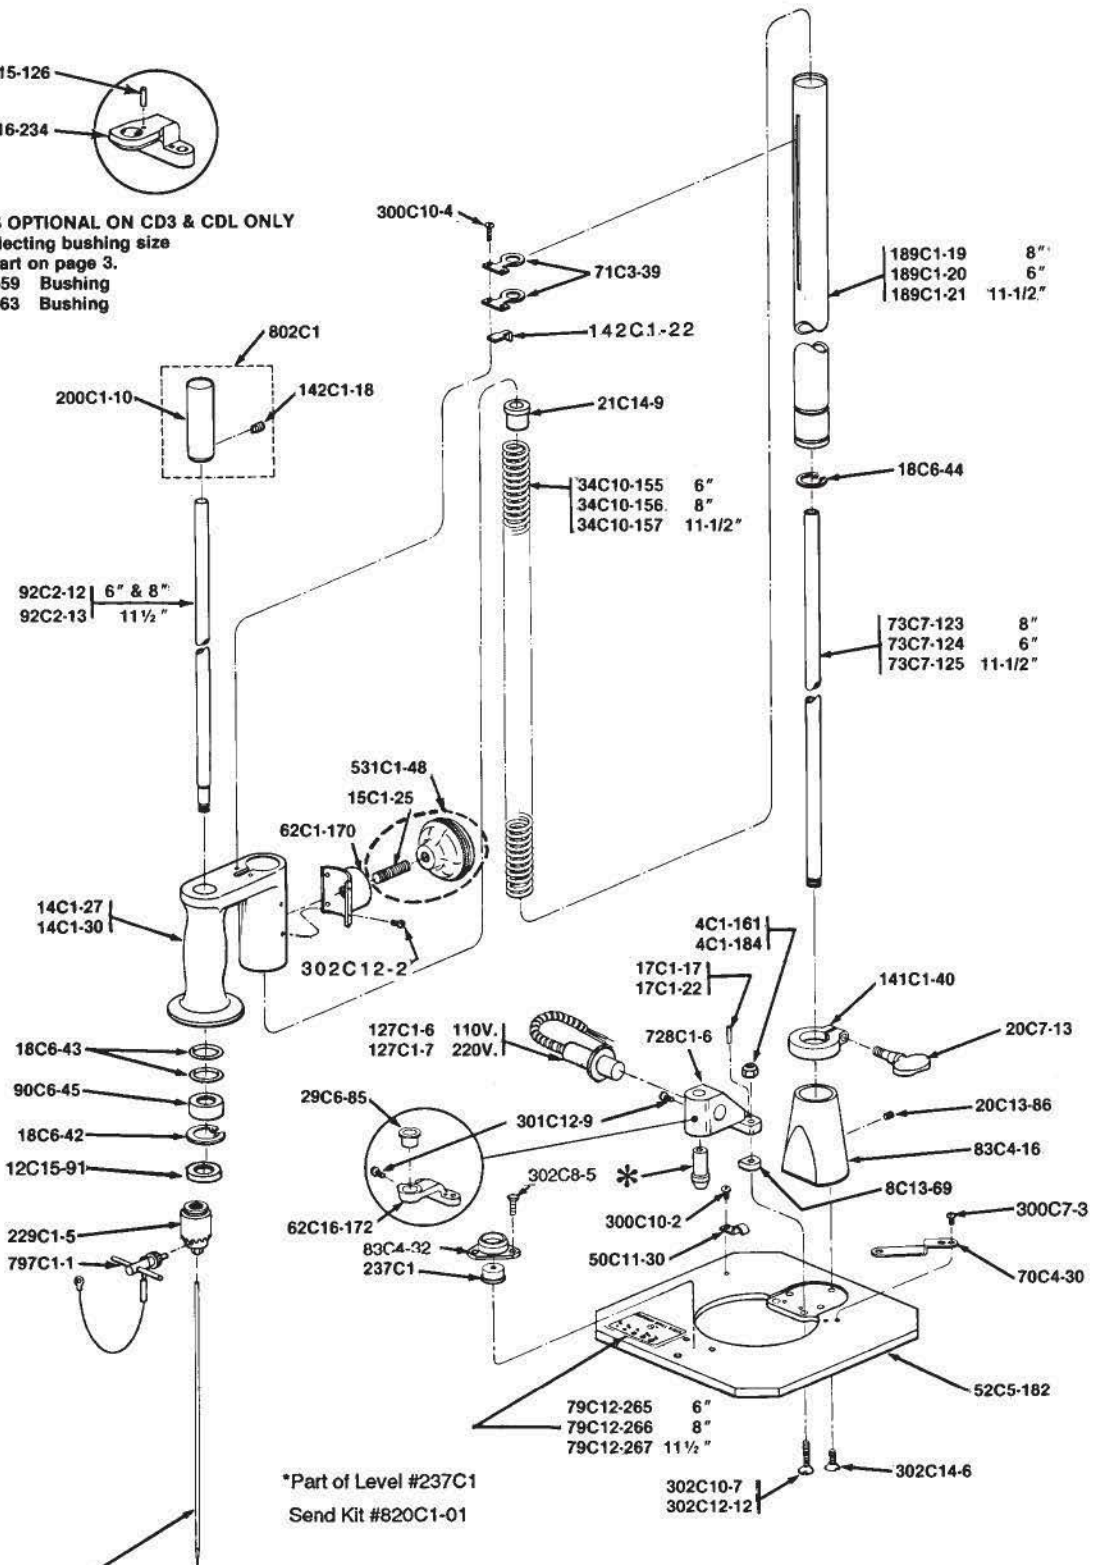 15-126
16-234
OPTIONAL ON CD3 & CDL ONLY
lecting bushing size
art on page 3.
59 Bushing
63 Bushing
300C10-4
71C3-39
142C1-22
189C1-19 8"
189C1-20 6"
189C1-21 11-1/2"
802C1
200C1-10
142C1-18
21C14-9
34C10-155 6"
34C10-156 8"
34C10-157 11-1/2"
18C6-44
92C2-12 6" & 8"
92C2-13 11½"
73C7-123 8"
73C7-124 6"
73C7-125 11-1/2"
531C1-48
15C1-25
62C1-170
14C1-27
14C1-30
302C12-2
4C1-161
4C1-184
17C1-17
17C1-22
141C1-40
20C7-13
127C1-6 110V.
127C1-7 220V.
728C1-6
18C6-43
90C6-45
18C6-42
12C15-91
29C6-85
301C12-9
20C13-86
83C4-16
302C8-5
*
8C13-69
62C16-172
300C10-2
300C7-3
229C1-5
797C1-1
83C4-32
237C1
50C11-30
70C4-30
52C5-182
79C12-265 6"
79C12-266 8"
79C12-267 11½"
302C10-7
302C12-12
302C14-6
*Part of Level #237C1
Send Kit #820C1-01